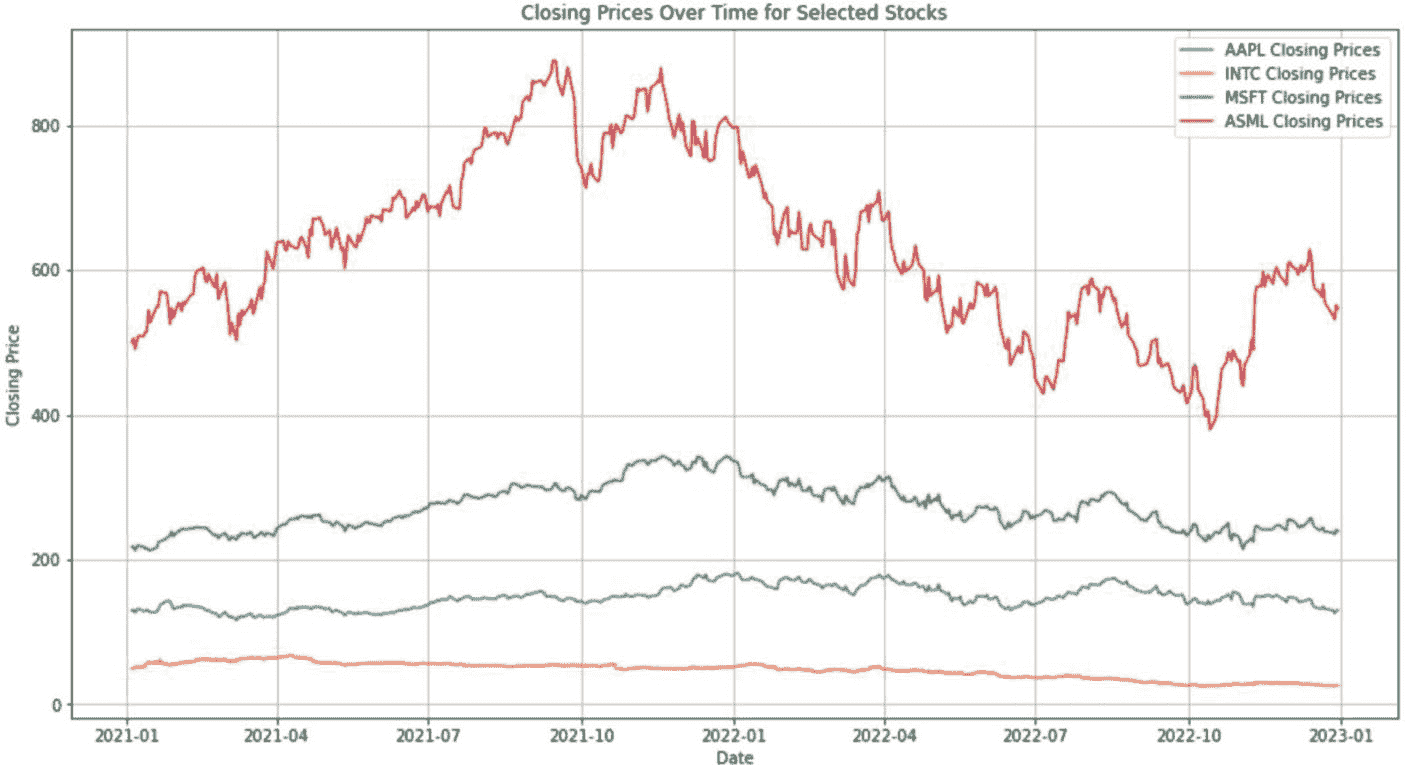 Closing Prices Over Time for Selected Stocks
AAPL Closing Prices
INTC Closing Prices
MSFT Closing Prices
ASML Closing Prices
Closing Price
800
600
400
200
0
2021-01 2021-04 2021-07 2021-10 2022-01 2022-04 2022-07 2022-10 2023-01
Date